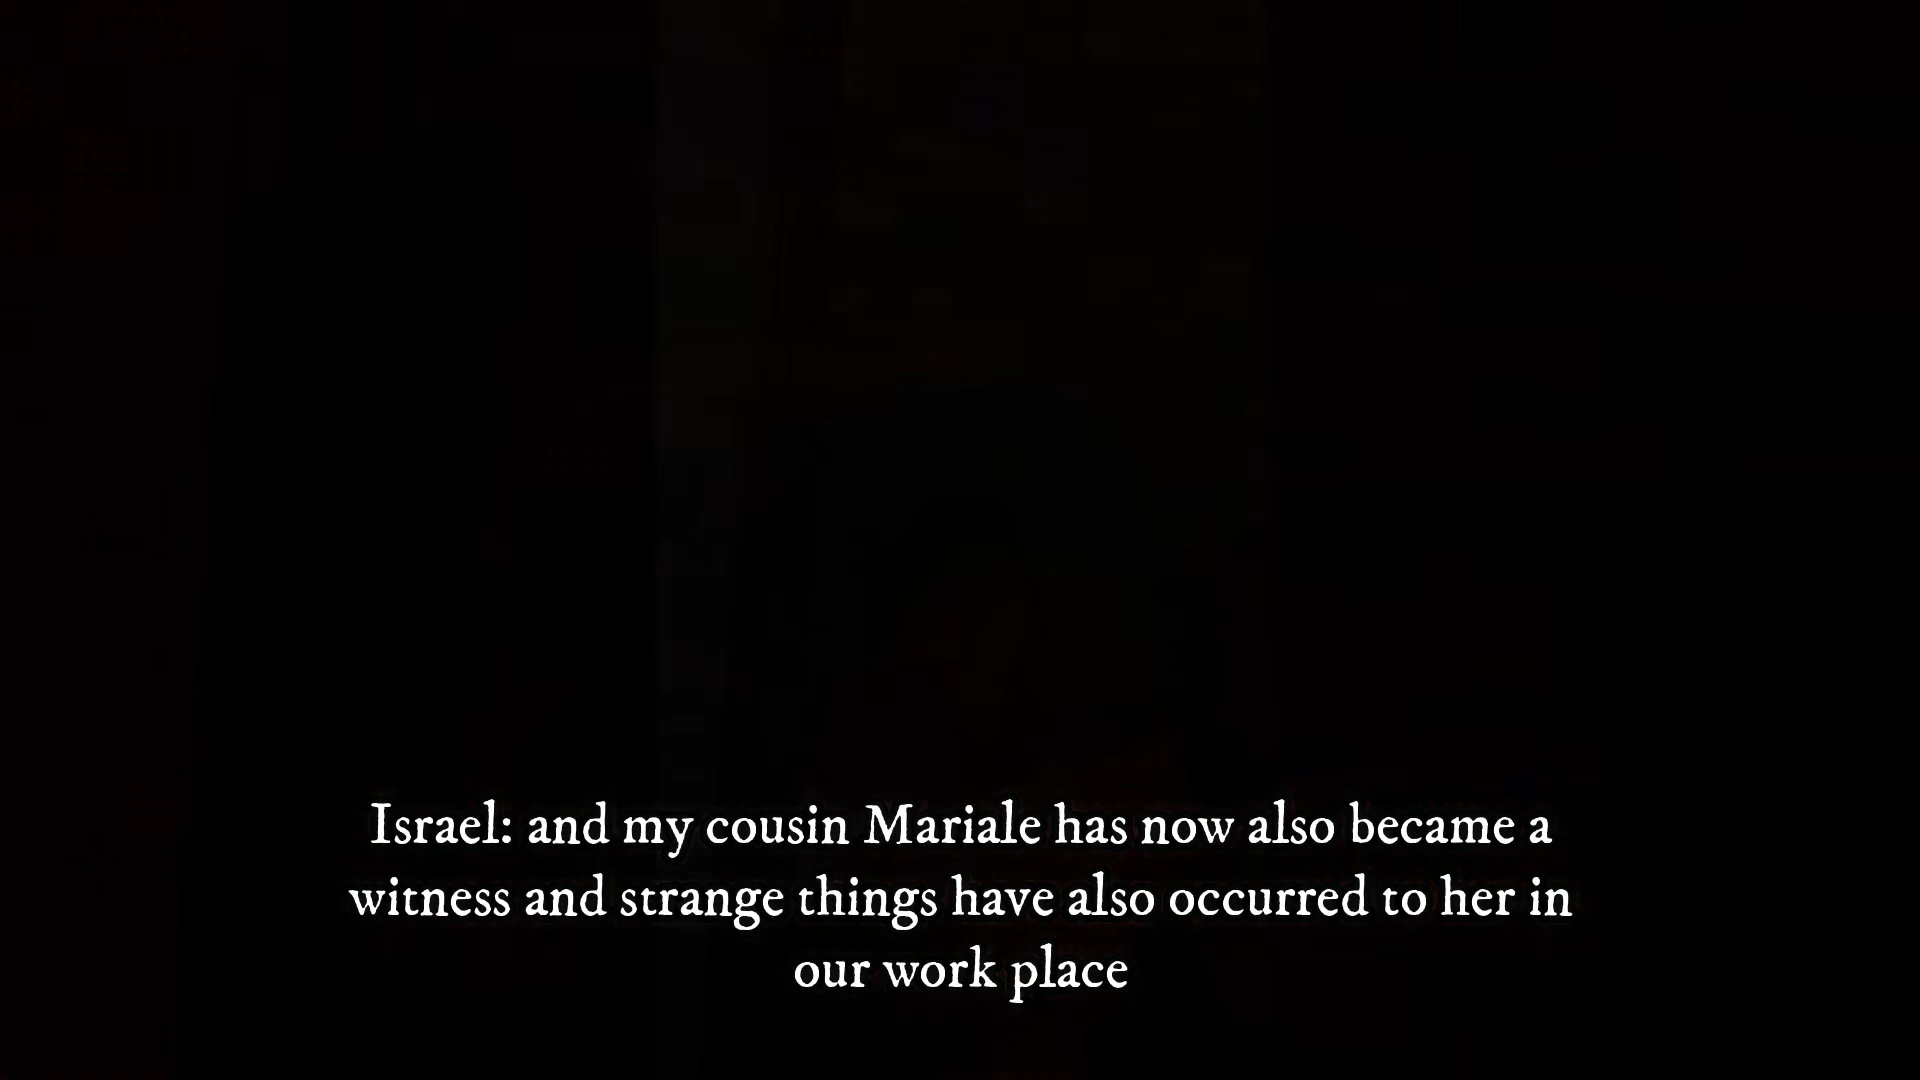 Israel: and my cousin Mariale has now also became a
witness and strange things have also occurred to her in
our work place